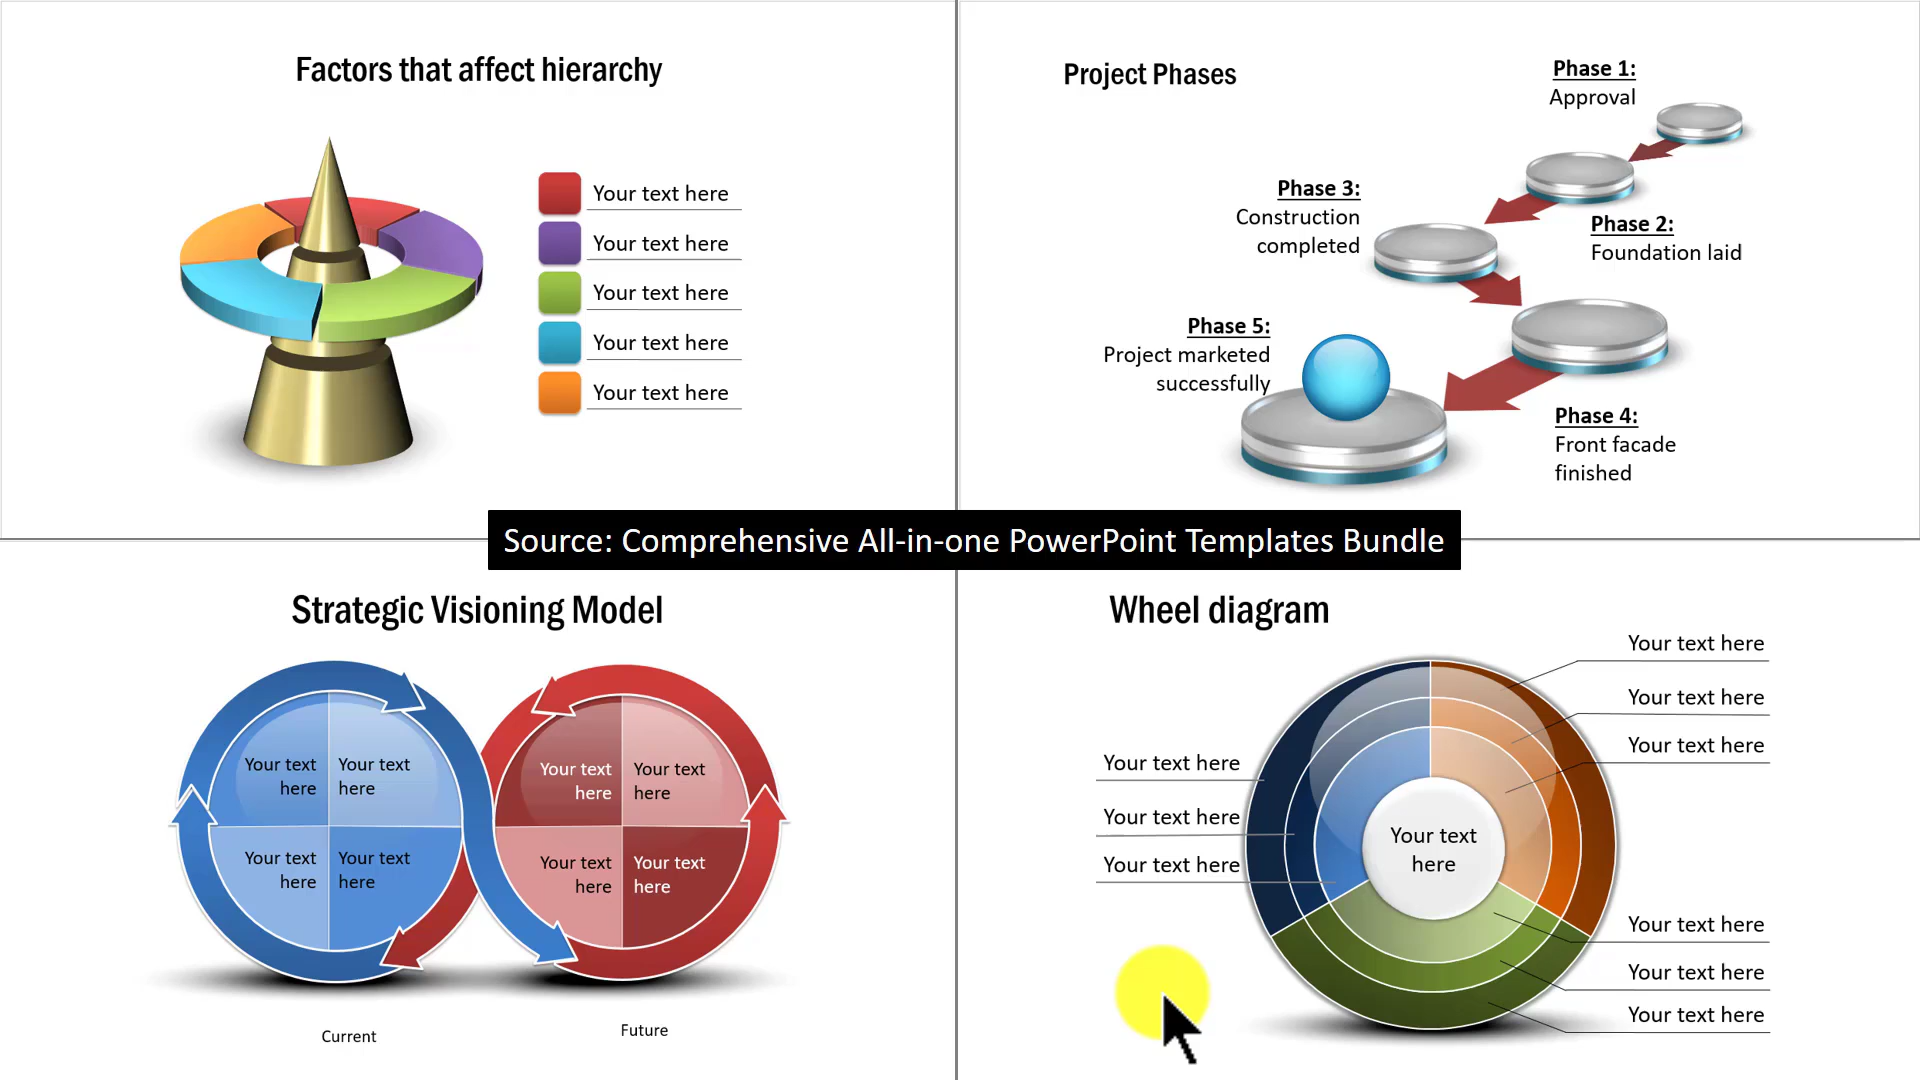 Factors that affect hierarchy
Your text here
Your text here
Your text here
Your text here
Your text here
Project Phases
Phase 1:
Approval
Phase 3:
Construction
completed
Phase 2:
Foundation laid
Phase 5:
Project marketed
successfully
Phase 4:
Front facade
finished
Source: Comprehensive All-in-one PowerPoint Templates Bundle
Strategic Visioning Model
Your text
here
Your text
here
Your text
here
Your text
here
Your text
here
Your text
here
Your text
here
Your text
here
Current
Future
Wheel diagram
Your text here
Your text here
Your text here
Your text here
Your text here
Your text here
Your text
here
Your text here
Your text here
Your text here